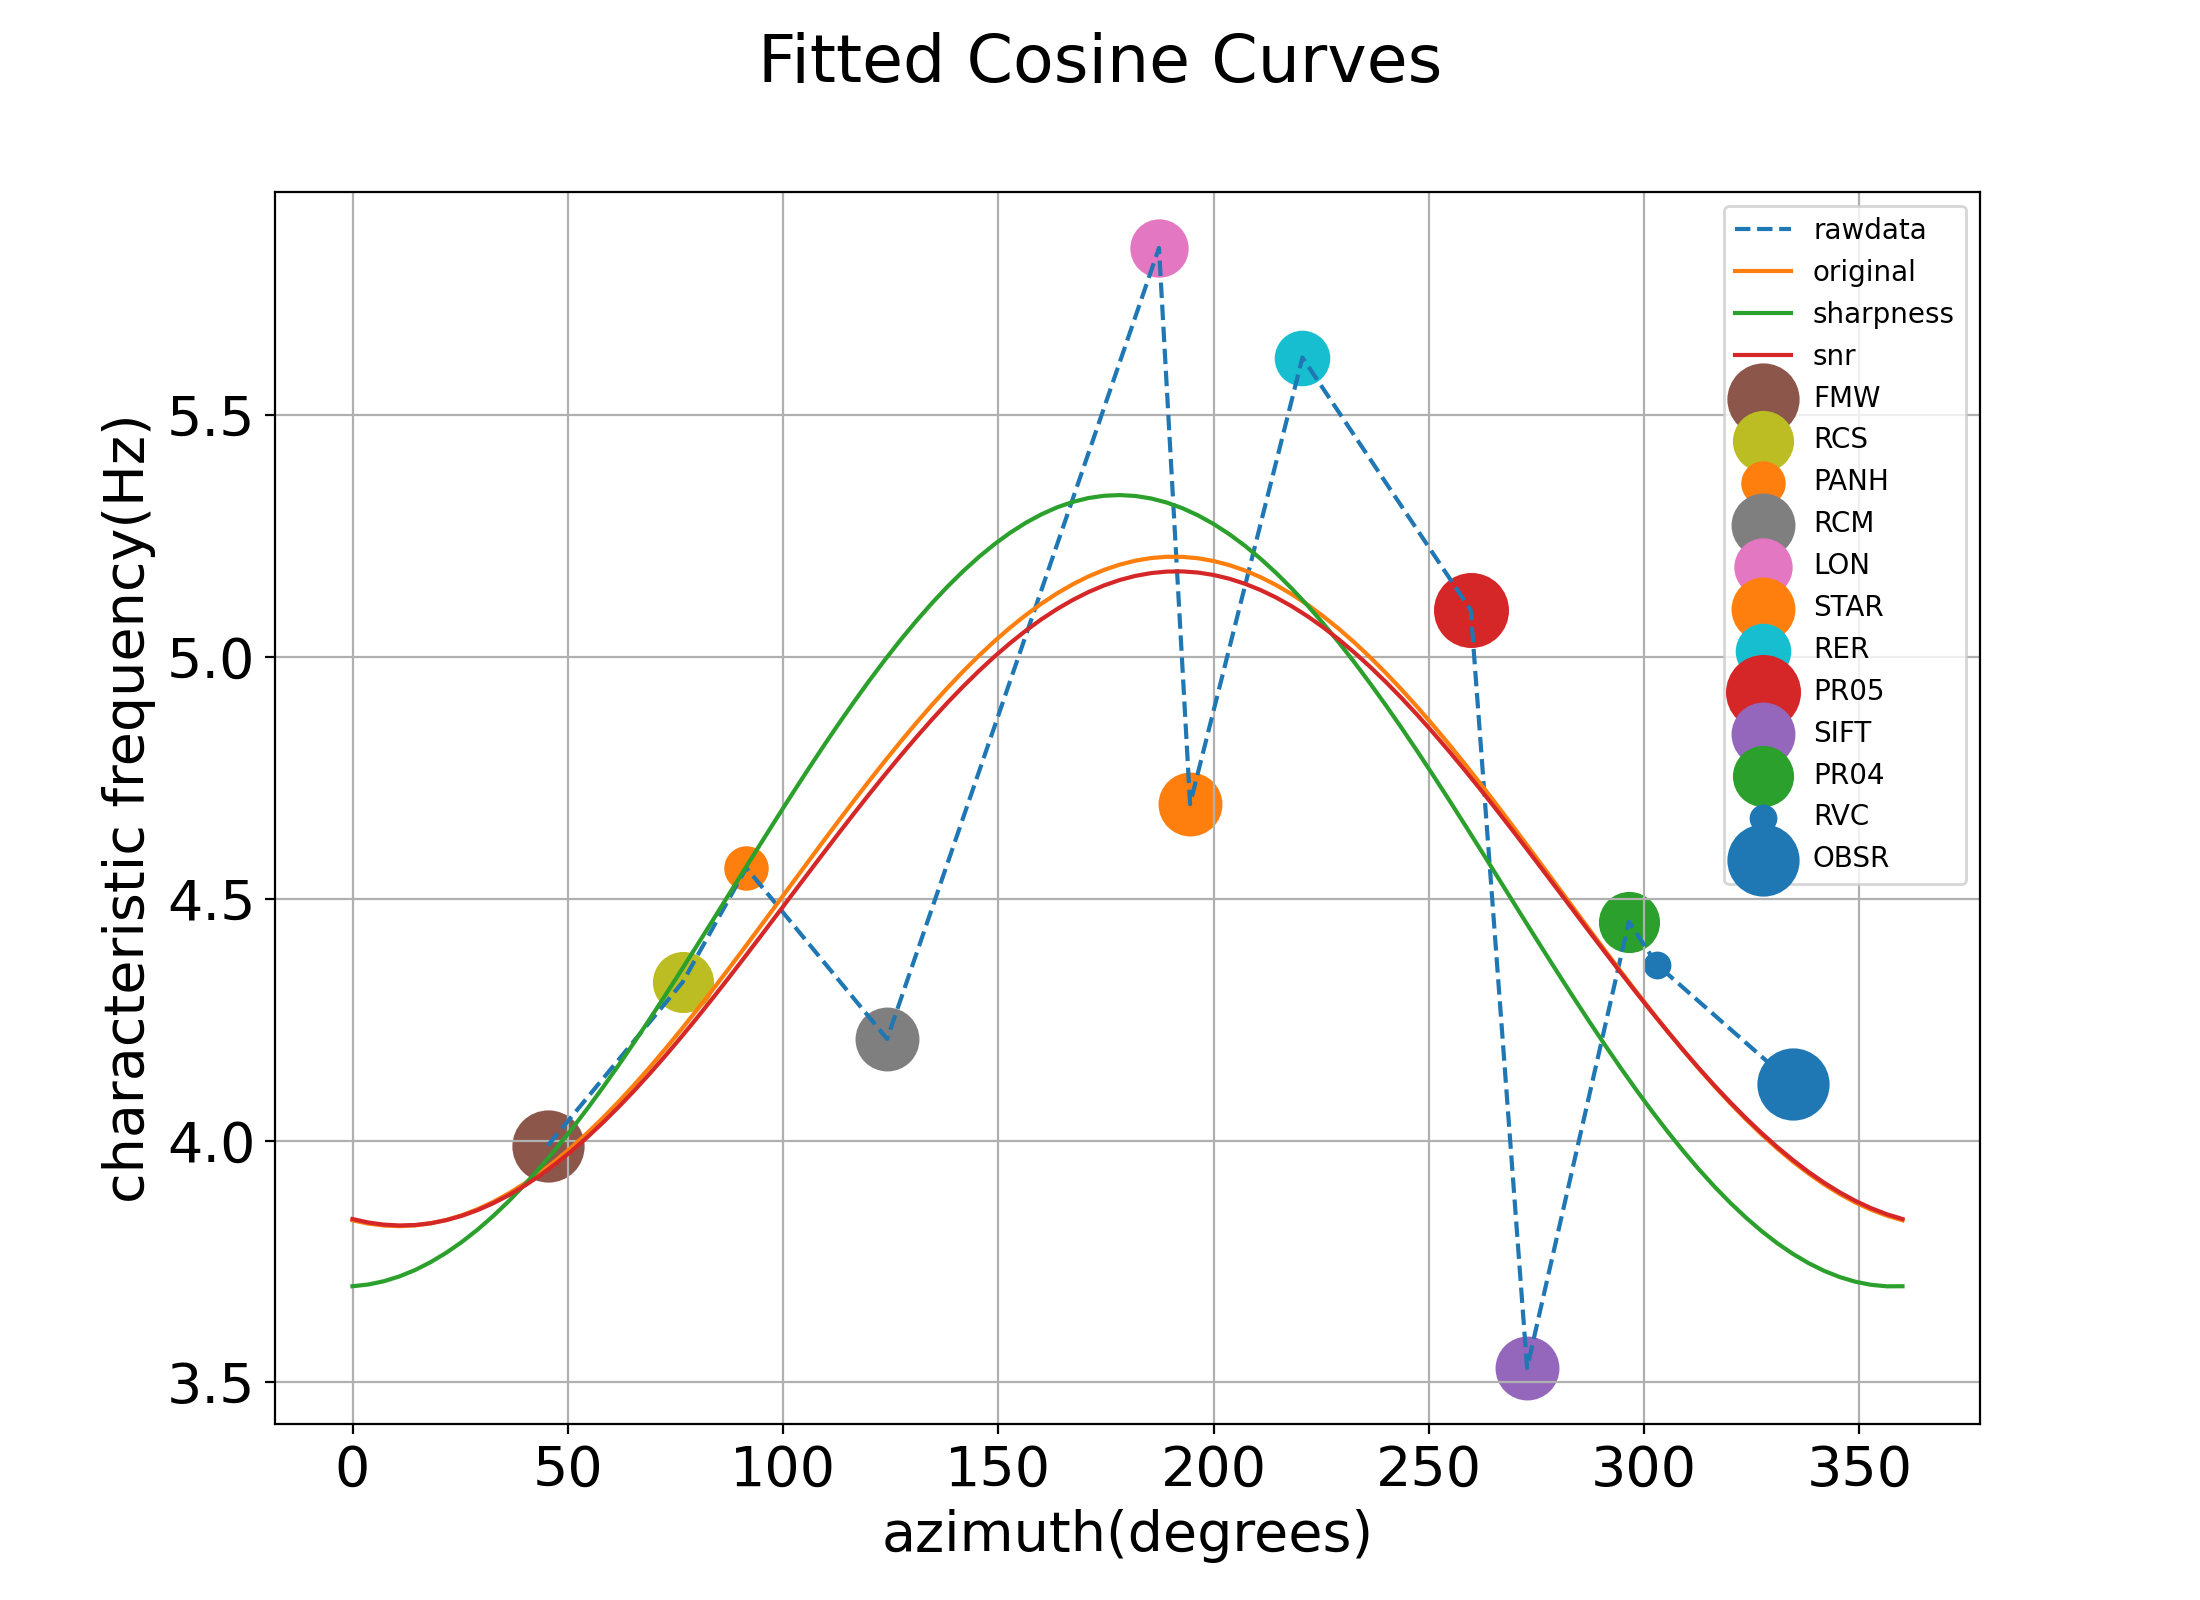 Fitted Cosine Curves
characteristic frequency(Hz)
5.5
5.0
4.5
4.0
3.5
rawdata
original
sharpness
snr
FMW
RCS
PANH
RCM
LON
STAR
RER
PR05
SIFT
PR04
RVC
OBSR
0 50 100 150 200 250 300 350
azimuth(degrees)